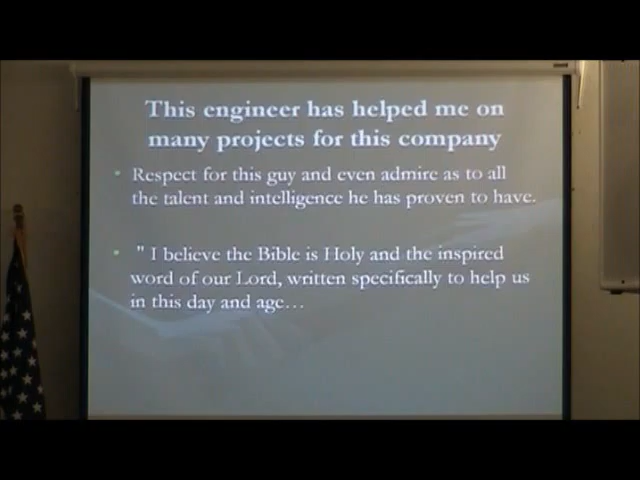 This engineer has helped me on
many projects for this company
• Respect for this guy and even admire as to all
the talent and intelligence he has proven to have.
• " I believe the Bible is Holy and the inspired
word of our Lord, written specifically to help us
in this day and age…